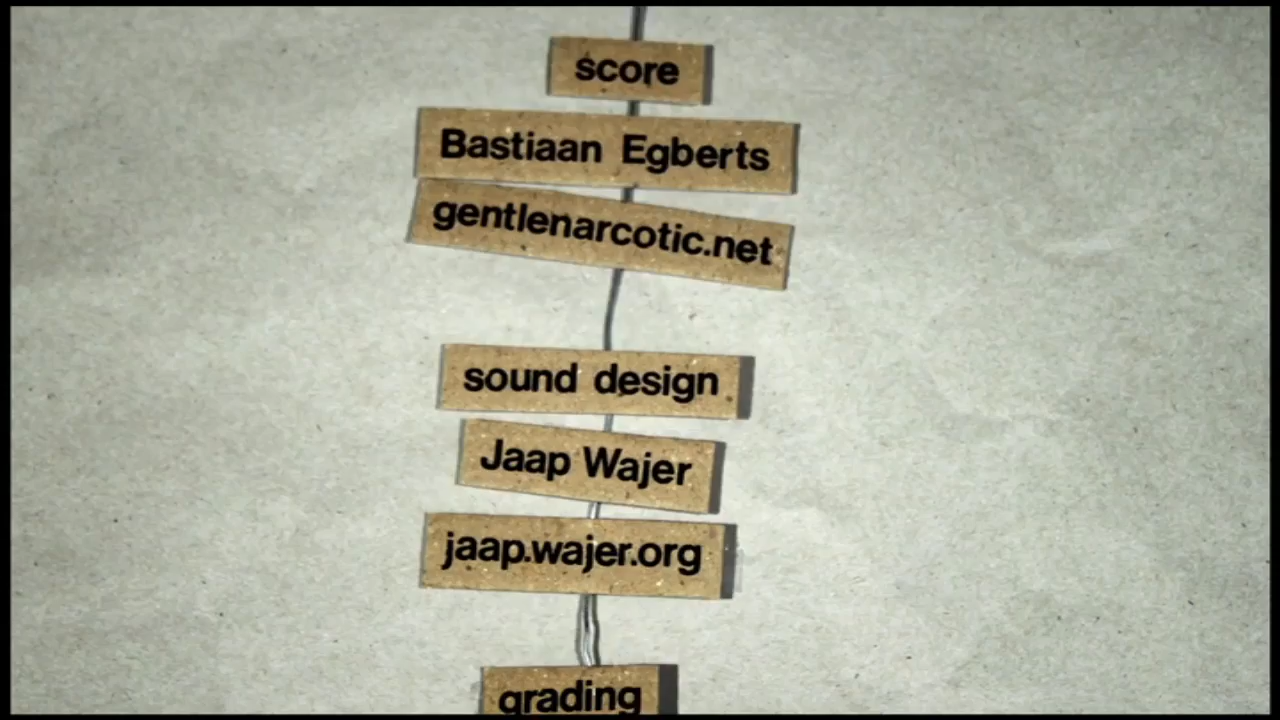 score
Bastiaan Egberts
gentlenarcotic.net
sound design
Jaap Wajer
jaap.wajer.org
grading